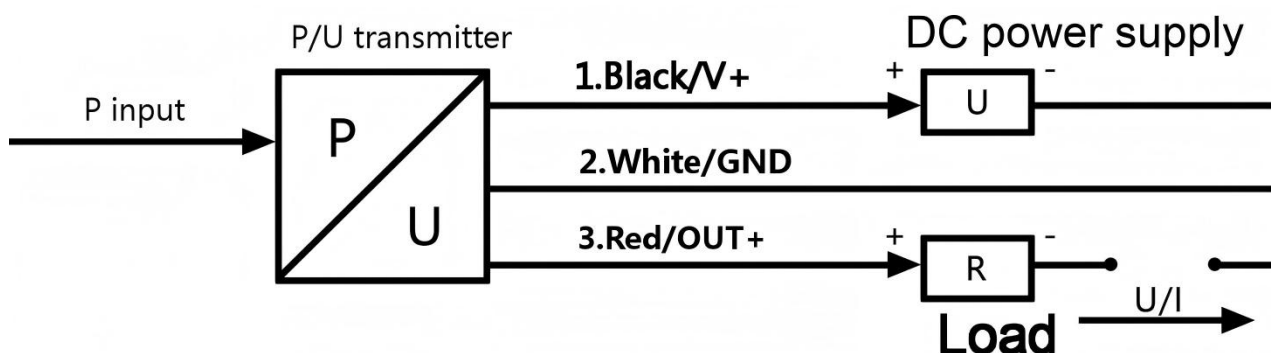 P/U transmitter
DC power supply
1.Black/V+
+
-
P input
P
U
U
2.White/GND
3.Red/OUT+
+
-
R
U/I
Load